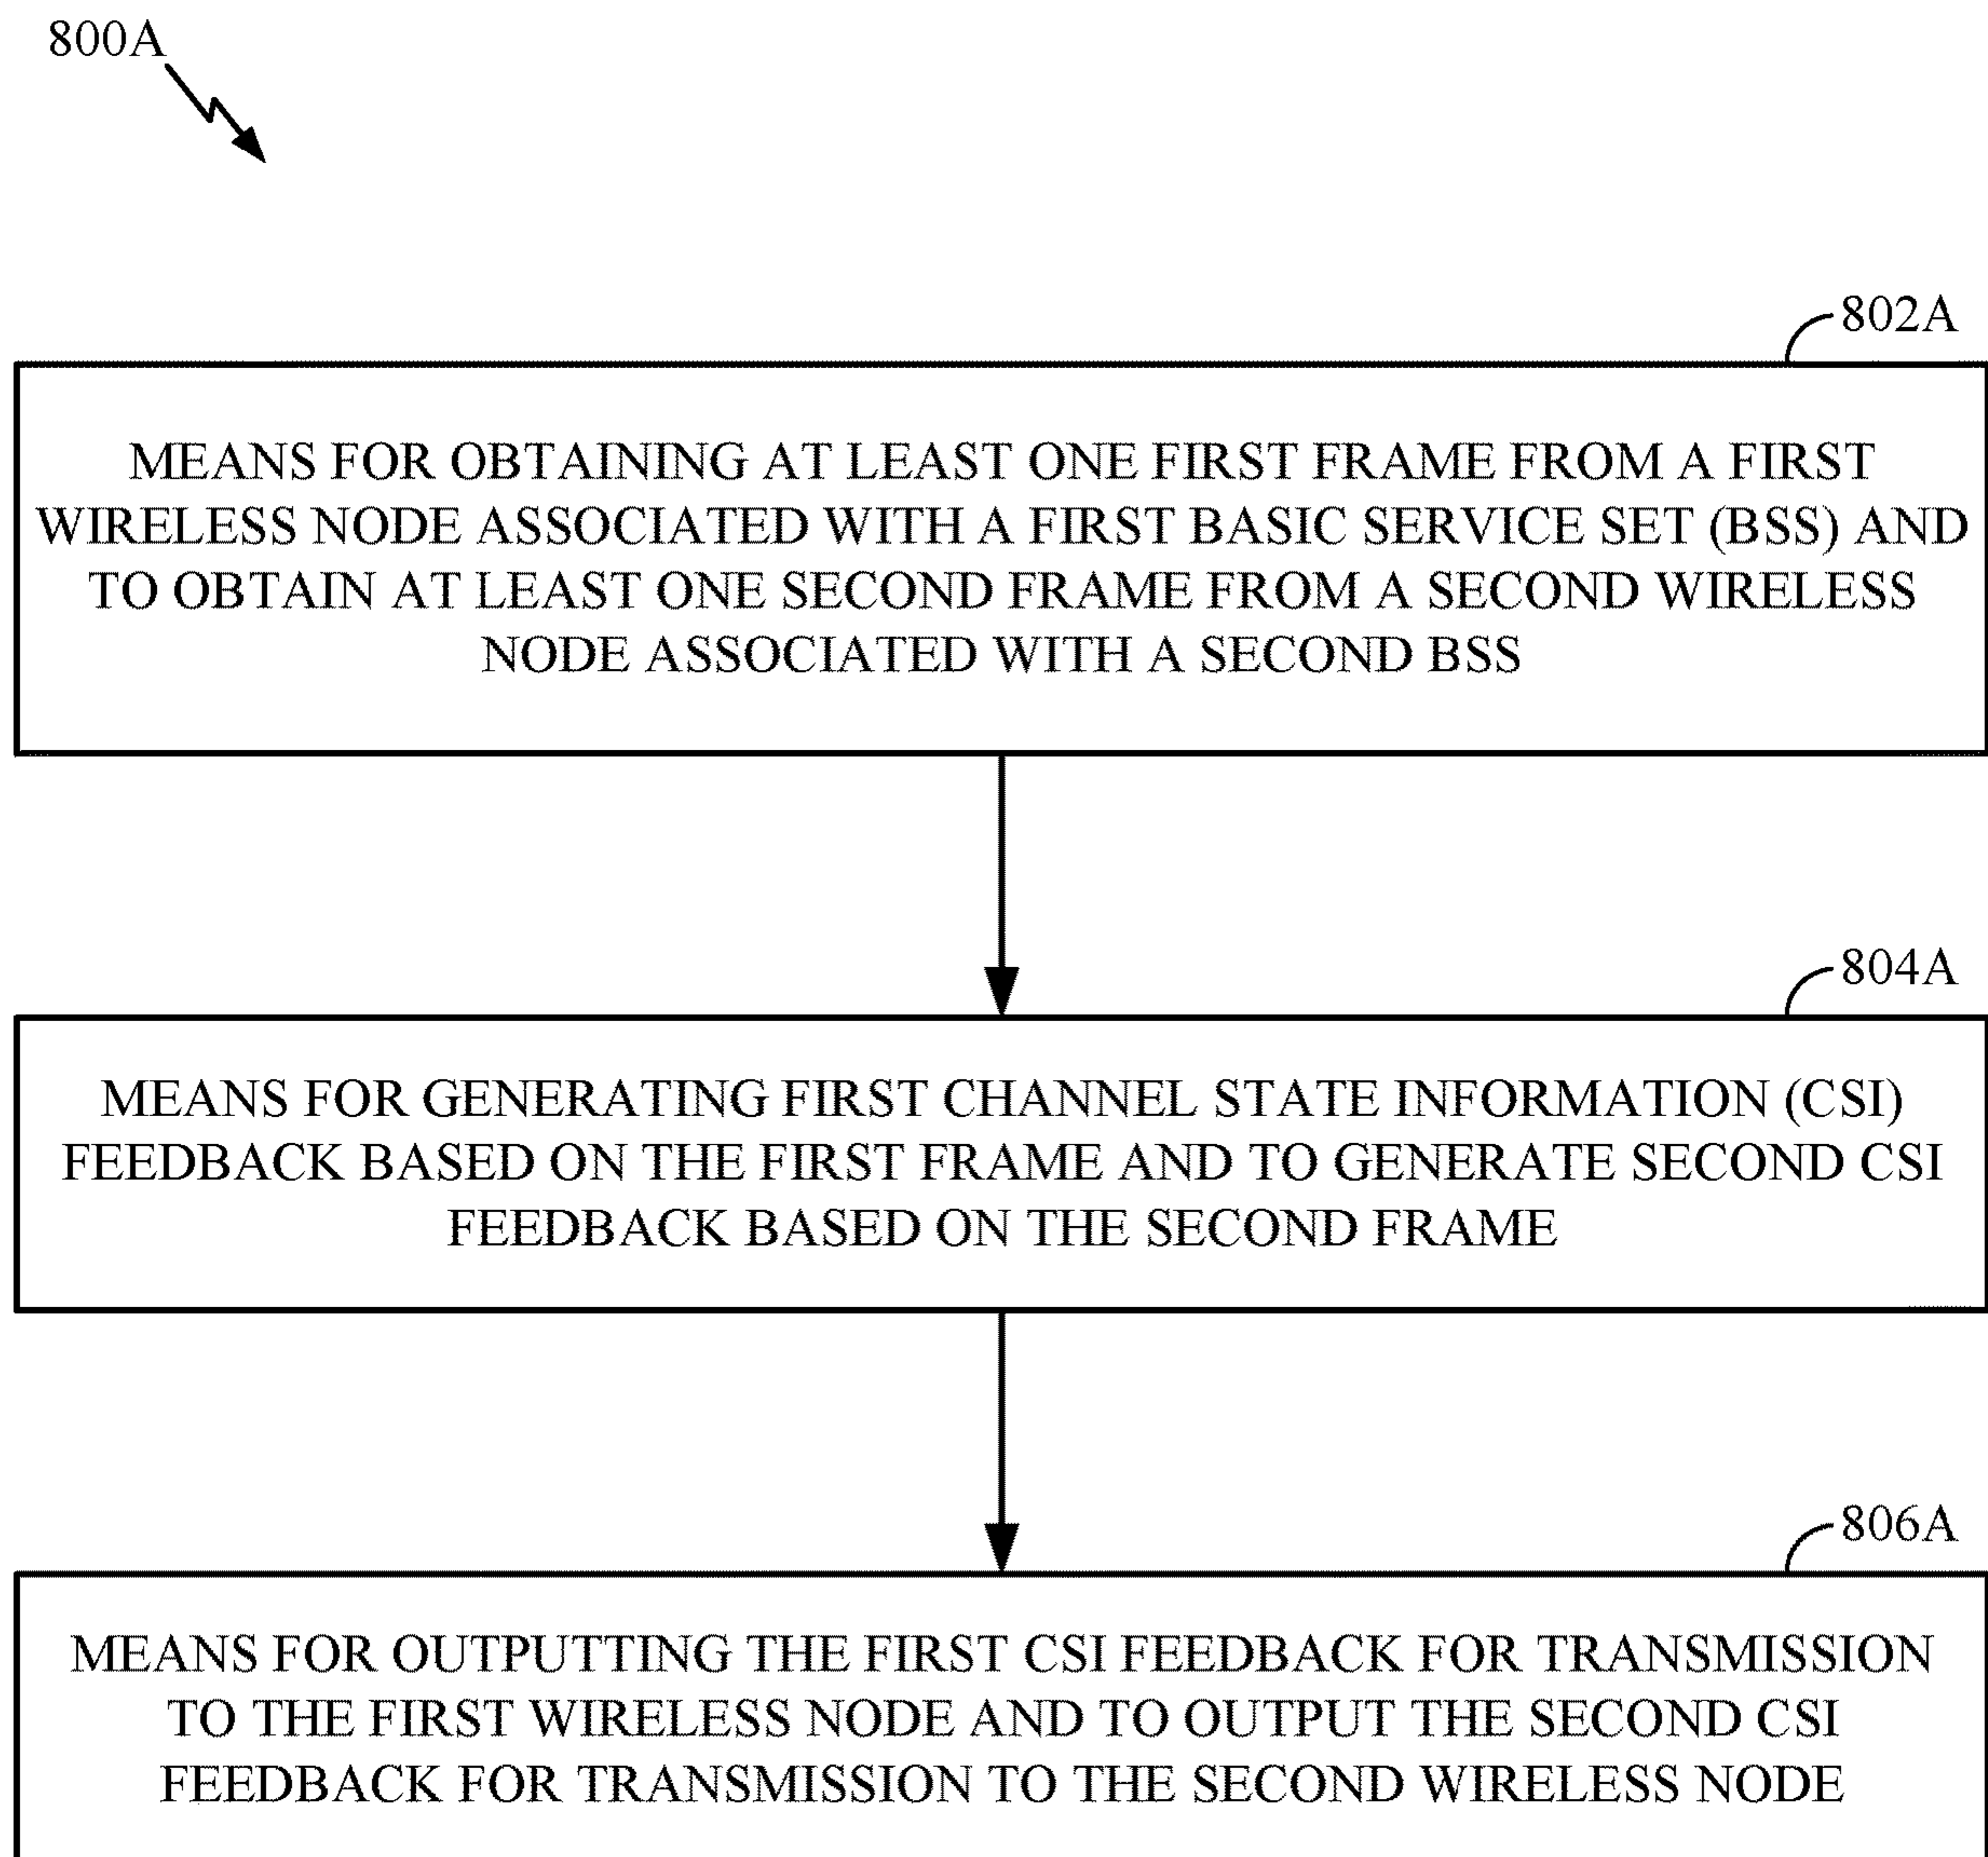 800A
802A
MEANS FOR OBTAINING AT LEAST ONE FIRST FRAME FROM A FIRST
WIRELESS NODE ASSOCIATED WITH A FIRST BASIC SERVICE SET (BSS) AND
TO OBTAIN AT LEAST ONE SECOND FRAME FROM A SECOND WIRELESS
NODE ASSOCIATED WITH A SECOND BSS
804A
MEANS FOR GENERATING FIRST CHANNEL STATE INFORMATION (CSI)
FEEDBACK BASED ON THE FIRST FRAME AND TO GENERATE SECOND CSI
FEEDBACK BASED ON THE SECOND FRAME
806A
MEANS FOR OUTPUTTING THE FIRST CSI FEEDBACK FOR TRANSMISSION
TO THE FIRST WIRELESS NODE AND TO OUTPUT THE SECOND CSI
FEEDBACK FOR TRANSMISSION TO THE SECOND WIRELESS NODE